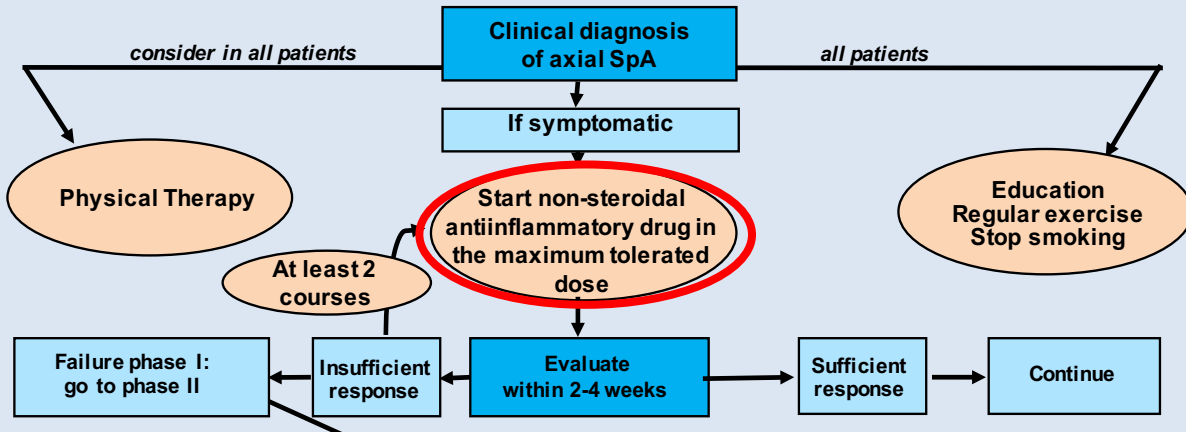 Clinical diagnosis
of axial SpA
consider in all patients
all patients
If symptomatic
Physical Therapy
Start non-steroidal
antiinflammatory drug in
the maximum tolerated
dose
Education
Regular exercise
Stop smoking
At least 2
courses
Failure phase I:
go to phase II
Insufficient
response
Evaluate
within 2-4 weeks
Sufficient
response
Continue